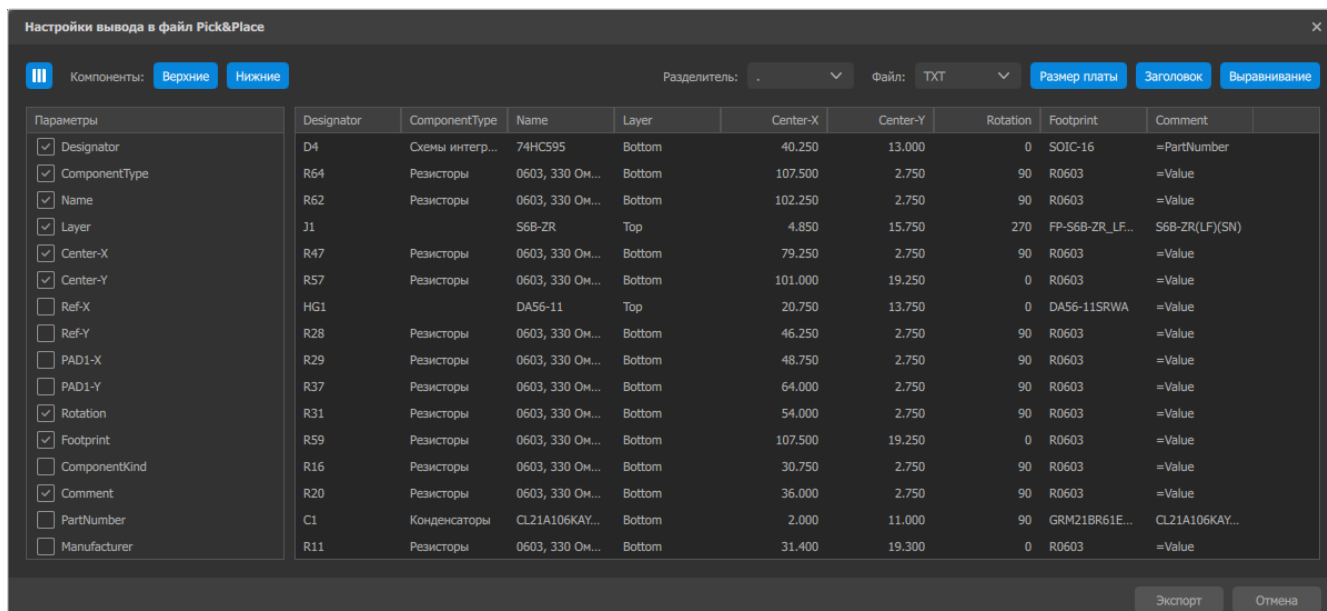 Настройки вывода в файл Pick&Place
Компоненты: Верхние Нижние Разделитель: . Файл: TXT Размер платы Заголовок Выравнивание
Параметры Designator ComponentType Name Layer Center-X Center-Y Rotation Footprint Comment
Designator D4 Схемы интегр... 74HC595 Bottom 40.250 13.000 0 SOIC-16 =PartNumber
ComponentType R64 Резисторы 0603, 330 Ом... Bottom 107.500 2.750 90 R0603 =Value
Name R62 Резисторы 0603, 330 Ом... Bottom 102.250 2.750 90 R0603 =Value
Layer J1 S6B-ZR Top 4.850 15.750 270 FP-S6B-ZR_LF... S6B-ZR(LF)(SN)
Center-X R47 Резисторы 0603, 330 Ом... Bottom 79.250 2.750 90 R0603 =Value
Center-Y R57 Резисторы 0603, 330 Ом... Bottom 101.000 19.250 0 R0603 =Value
Ref-X HG1 DA56-11 Top 20.750 13.750 0 DA56-11SRWA =Value
Ref-Y R28 Резисторы 0603, 330 Ом... Bottom 46.250 2.750 90 R0603 =Value
PAD1-X R29 Резисторы 0603, 330 Ом... Bottom 48.750 2.750 90 R0603 =Value
PAD1-Y R37 Резисторы 0603, 330 Ом... Bottom 64.000 2.750 90 R0603 =Value
Rotation R31 Резисторы 0603, 330 Ом... Bottom 54.000 2.750 90 R0603 =Value
Footprint R59 Резисторы 0603, 330 Ом... Bottom 107.500 19.250 0 R0603 =Value
ComponentKind R16 Резисторы 0603, 330 Ом... Bottom 30.750 2.750 90 R0603 =Value
Comment R20 Резисторы 0603, 330 Ом... Bottom 36.000 2.750 90 R0603 =Value
PartNumber C1 Конденсаторы CL21A106KAY... Bottom 2.000 11.000 90 GRM21BR61E... CL21A106KAY...
Manufacturer R11 Резисторы 0603, 330 Ом... Bottom 31.400 19.300 0 R0603 =Value
Экспорт Отмена